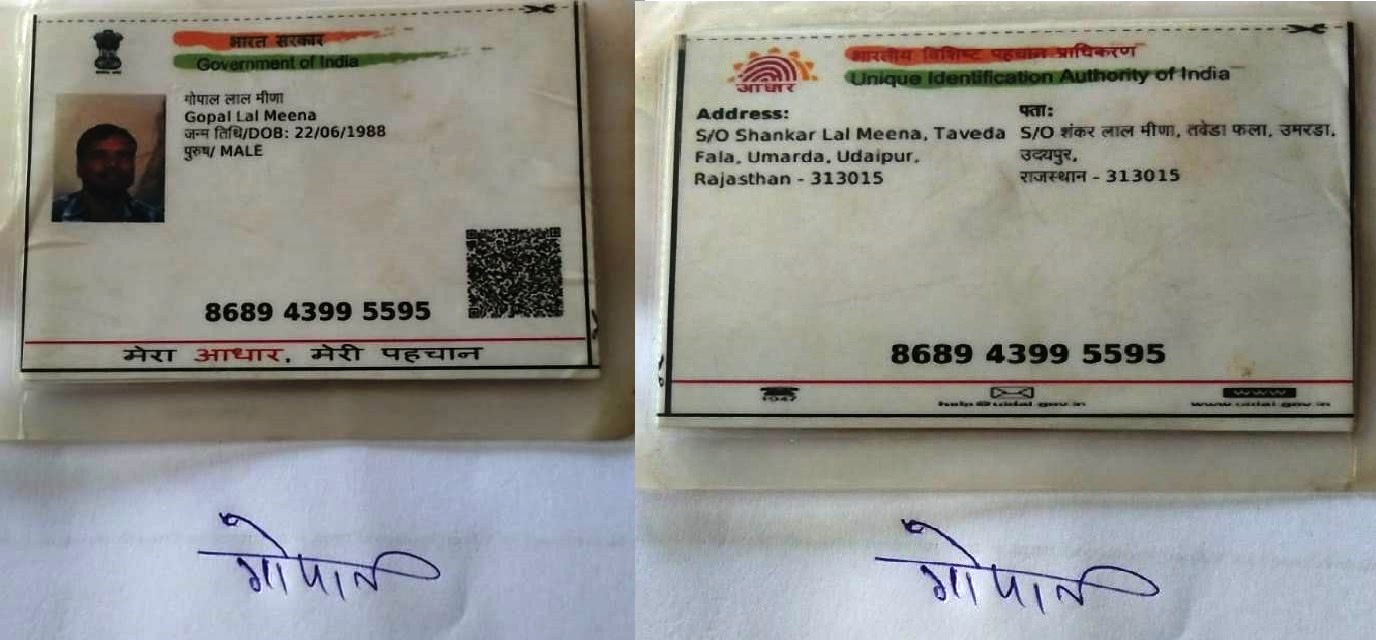 भारत सरकार
Government of India
गोपाल लाल मीणा
Gopal Lal Meena
जन्म तिथि/DOB: 22/06/1988
पुरुष/ MALE
8689 4399 5595
मेरा आधार, मेरी पहचान
गोपाल
आधार
भारतीय विशिष्ट पहचान प्राधिकरण
Unique Identification Authority of India
Address:
S/O Shankar Lal Meena, Taveda
Fala, Umarda, Udaipur,
Rajasthan - 313015
पता:
S/O शंकर लाल मीणा, तवेडा फला, उमरडा,
उदयपुर,
राजस्थान - 313015
8689 4399 5595
1947
help@uidai.gov.in
www
www.uidai.gov.in
गोपाल